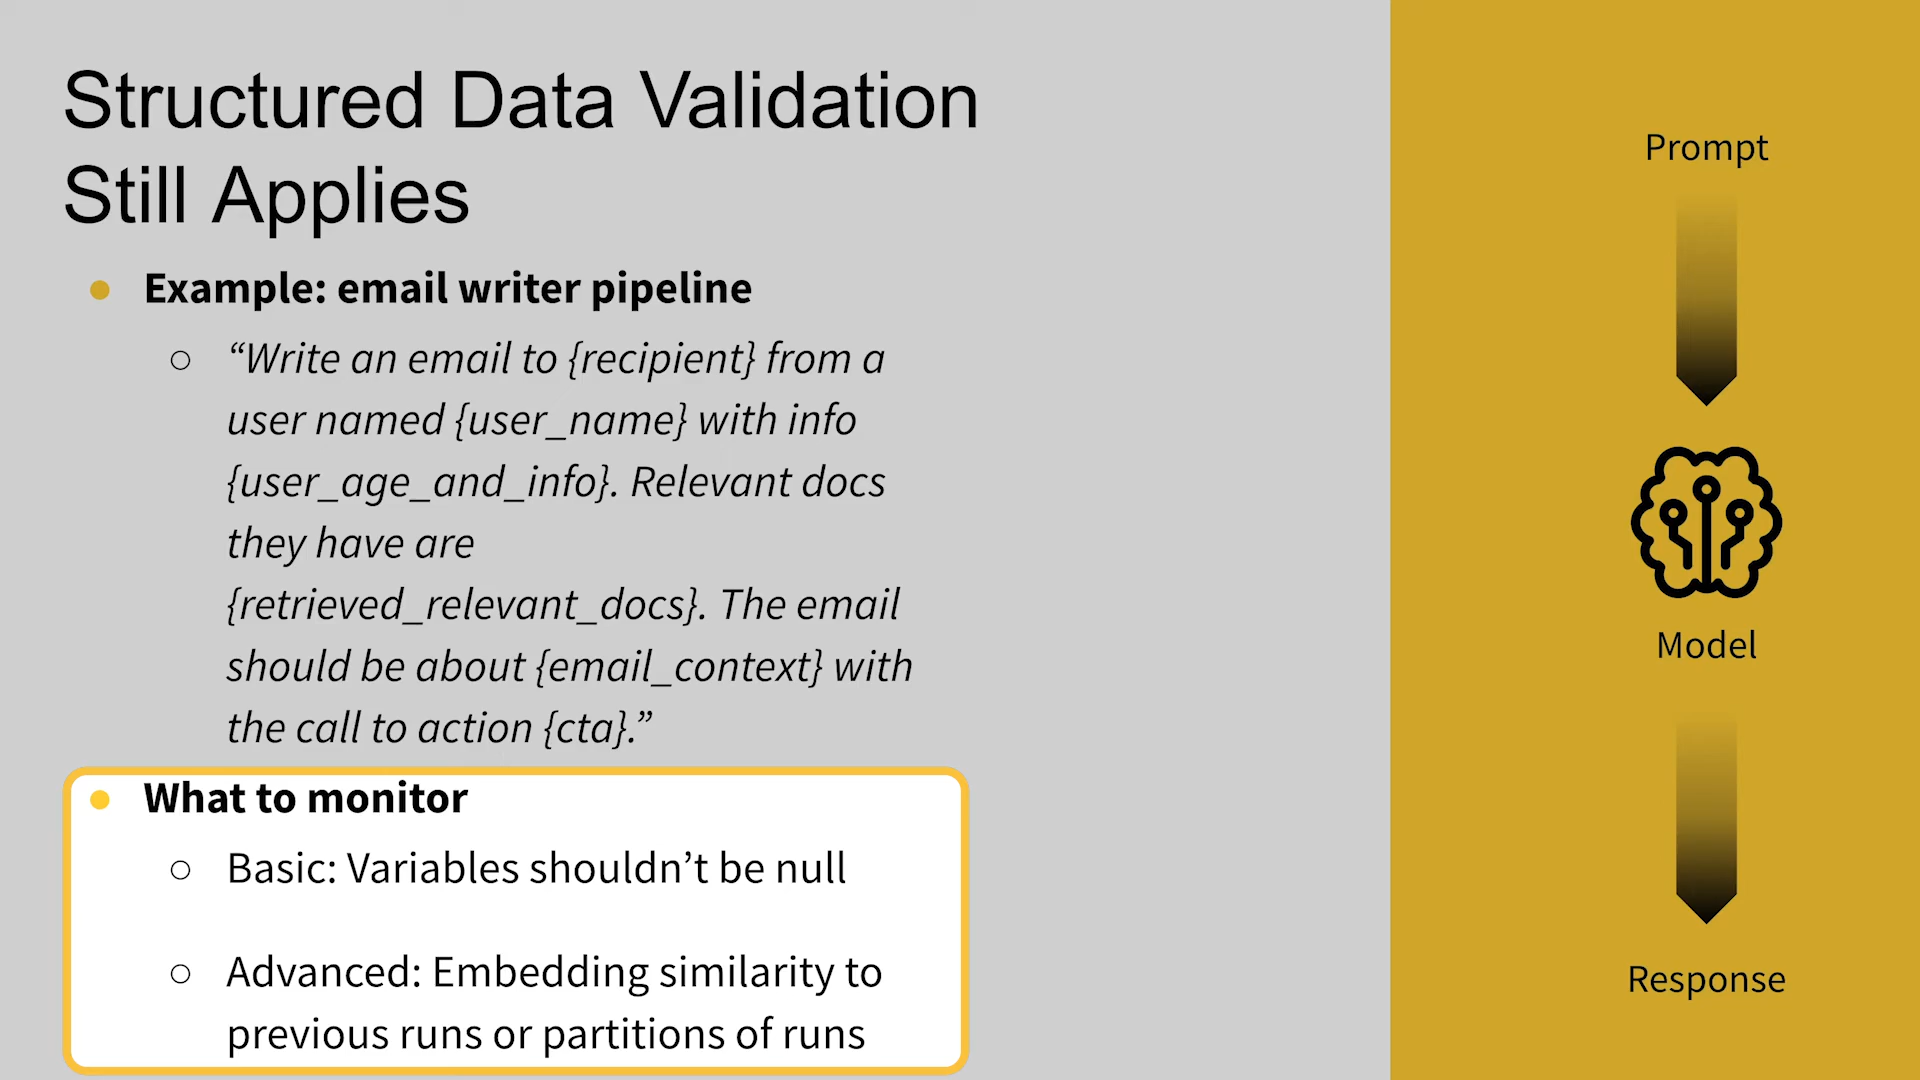 Structured Data Validation
Still Applies
● Example: email writer pipeline
○ “Write an email to {recipient} from a
user named {user_name} with info
{user_age_and_info}. Relevant docs
they have are
{retrieved_relevant_docs}. The email
should be about {email_context} with
the call to action {cta}.”
● What to monitor
○ Basic: Variables shouldn’t be null
○ Advanced: Embedding similarity to
previous runs or partitions of runs
Prompt
Model
Response